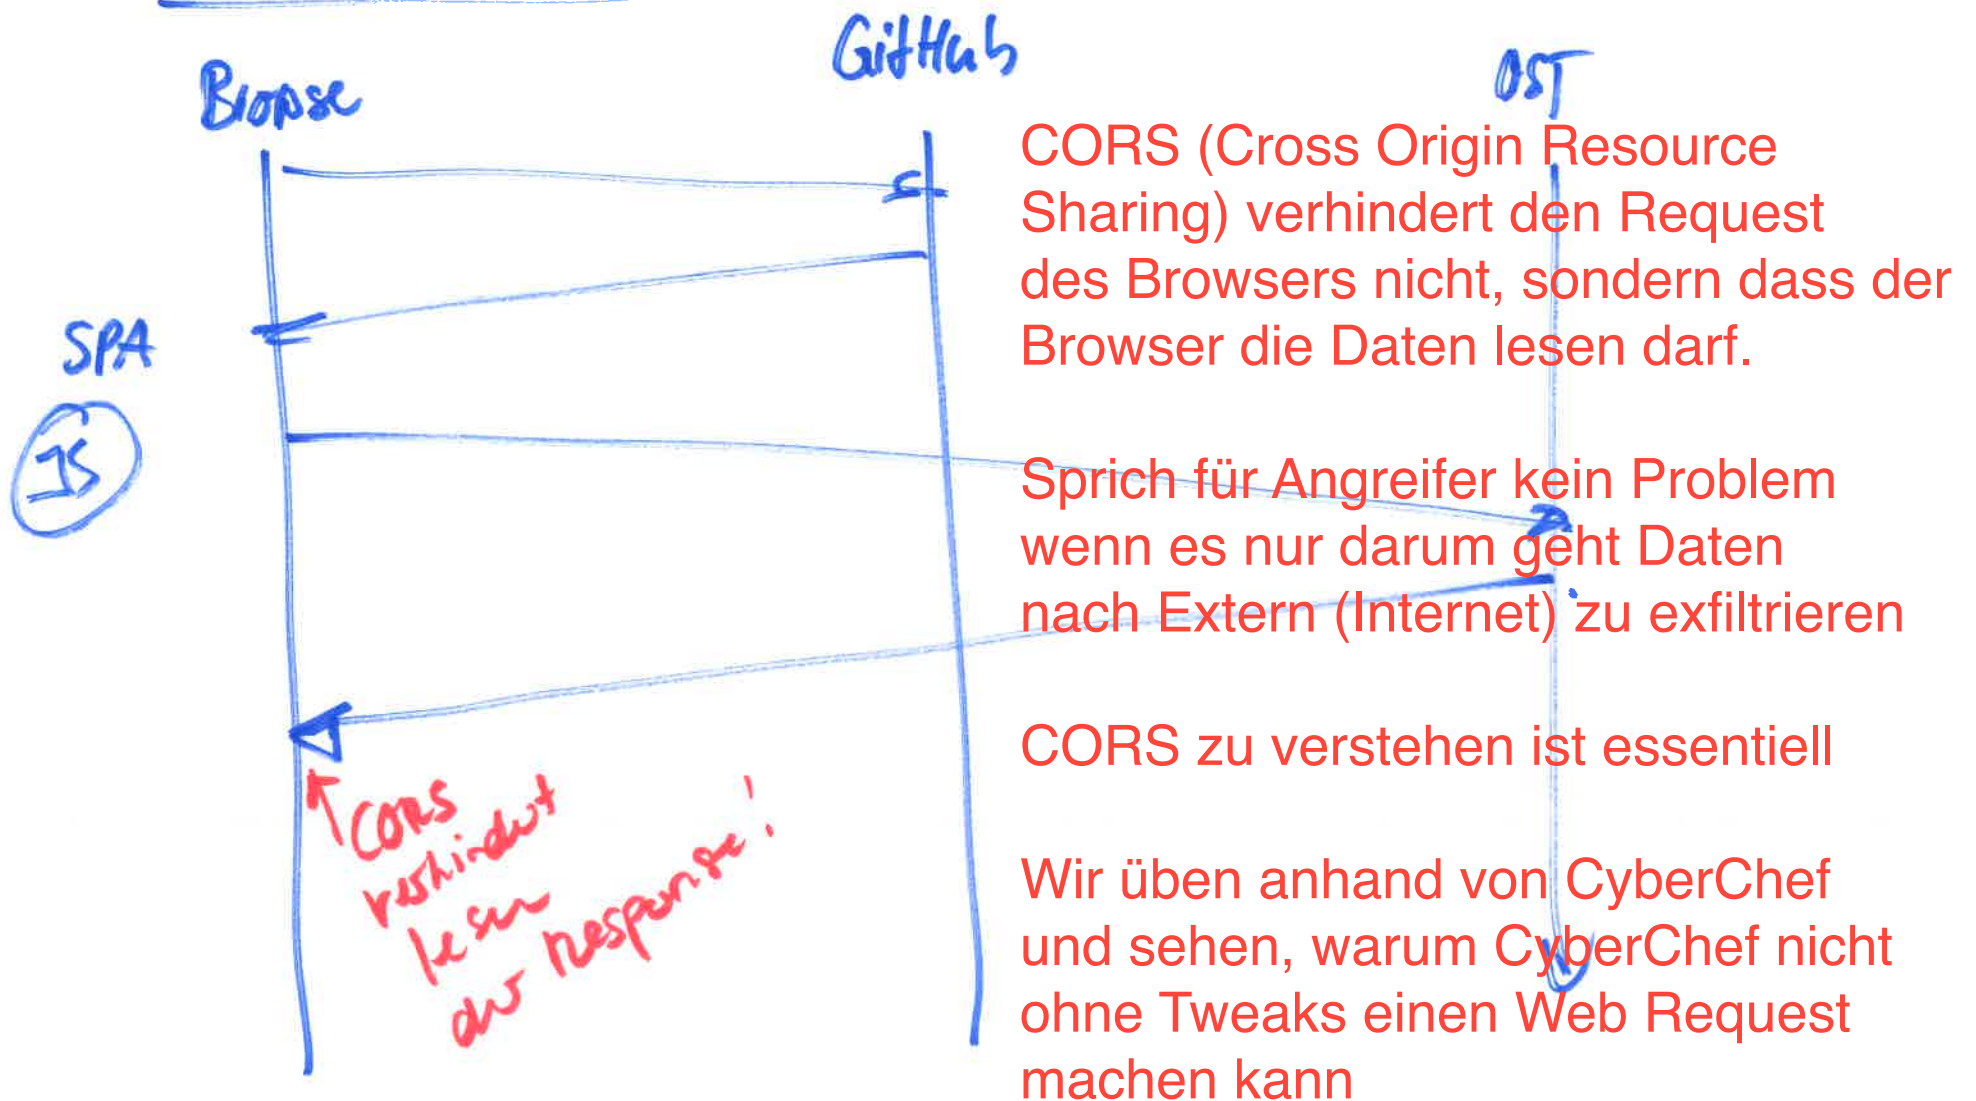 Browse
GitHub
OST
SPA
JS
CORS (Cross Origin Resource
Sharing) verhindert den Request
des Browsers nicht, sondern dass der
Browser die Daten lesen darf.
Sprich für Angreifer kein Problem
wenn es nur darum geht Daten
nach Extern (Internet) zu exfiltrieren
CORS zu verstehen ist essentiell
Wir üben anhand von CyberChef
und sehen, warum CyberChef nicht
ohne Tweaks einen Web Request
machen kann
CORS
verhindert
lesen
der Response!